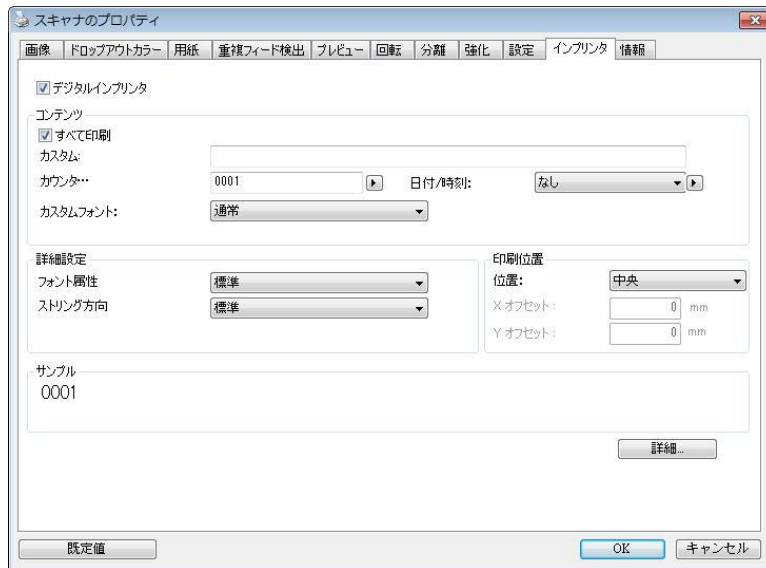 スキャナのプロパティ
画像 ドロップアウトカラー 用紙 重複フィード検出 プレビュー 回転 分離 強化 設定 インプリンタ 情報
デジタルインプリンタ
コンテンツ
すべて印刷
カスタム:
カウンタ… 0001 日付/時刻: なし
カスタムフォント: 通常
詳細設定 印刷位置
フォント属性 標準 位置: 中央
ストリング方向 標準 X オフセット: 0 mm
Y オフセット: 0 mm
サンプル
0001
詳細...
既定値 OK キャンセル